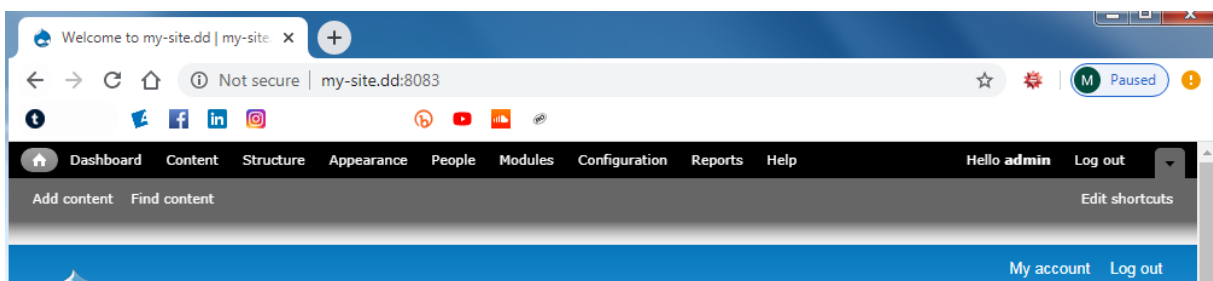 Welcome to my-site.dd | my-site
Not secure | my-site.dd:8083 M Paused
Dashboard Content Structure Appearance People Modules Configuration Reports Help Hello admin Log out
Add content Find content Edit shortcuts
My account Log out